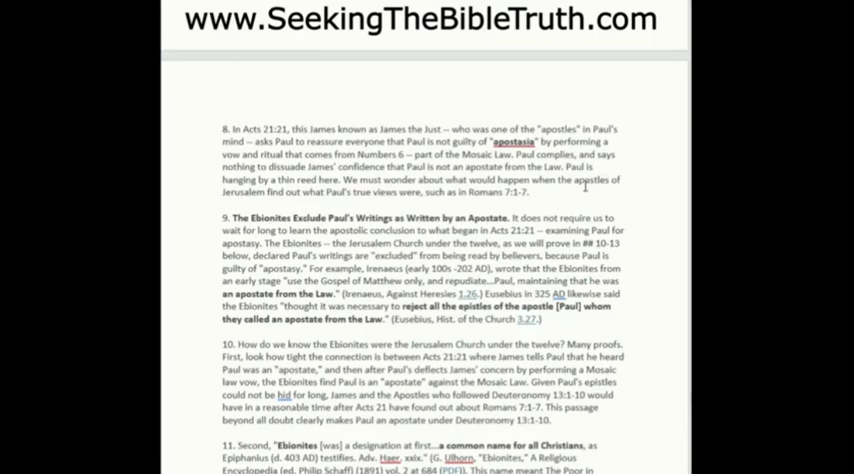 www.SeekingTheBibleTruth.com
8. In Acts 21:21, this James known as James the Just -- who was one of the "apostles" in Paul's
mind -- asks Paul to reassure everyone that Paul is not guilty of "apostasia" by performing a
vow and ritual that comes from Numbers 6 -- part of the Mosaic Law. Paul complies, and says
nothing to dissuade James' confidence that Paul is not an apostate from the Law. Paul is
hanging by a thin reed here. We must wonder about what would happen when the apostles of
Jerusalem find out what Paul's true views were, such as in Romans 7:1-7.
9. The Ebionites Exclude Paul's Writings as Written by an Apostate. It does not require us to
wait for long to learn the apostolic conclusion to what began in Acts 21:21 -- examining Paul for
apostasy. The Ebionites -- the Jerusalem Church under the twelve, as we will prove in ## 10-13
below, declared Paul's writings are "excluded" from being read by believers, because Paul is
guilty of "apostasy." For example, Irenaeus (early 100s -202 AD), wrote that the Ebionites from
an early stage "use the Gospel of Matthew only, and repudiate...Paul, maintaining that he was
an apostate from the Law." (Irenaeus, Against Heresies 1.26.) Eusebius in 325 AD likewise said
the Ebionites "thought it was necessary to reject all the epistles of the apostle [Paul] whom
they called an apostate from the Law." (Eusebius, Hist. of the Church 3.27.)
10. How do we know the Ebionites were the Jerusalem Church under the twelve? Many proofs.
First, look how tight the connection is between Acts 21:21 where James tells Paul that he heard
Paul was an "apostate," and then after Paul's deflects James' concern by performing a Mosaic
law vow, the Ebionites find Paul is an "apostate" against the Mosaic Law. Given Paul's epistles
could not be hid for long, James and the Apostles who followed Deuteronomy 13:1-10 would
have in a reasonable time after Acts 21 have found out about Romans 7:1-7. This passage
beyond all doubt clearly makes Paul an apostate under Deuteronomy 13:1-10.
11. Second, "Ebionites [was] a designation at first...a common name for all Christians, as
Epiphanius (d. 403 AD) testifies. Adv. Haer. xxix." (G. Ulhorn, "Ebionites," A Religious
Encyclopedia (ed. Philip Schaff) (1891) vol. 2 at 684 (PDF)). This name meant The Poor in